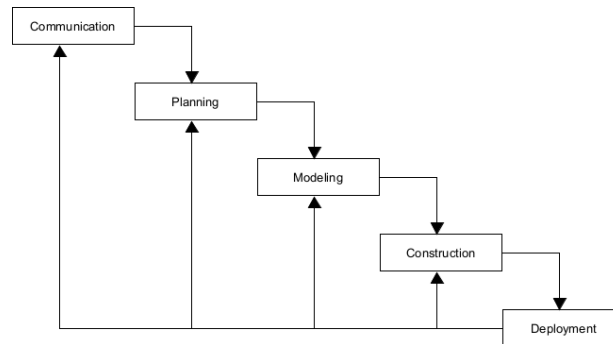 Communication
Planning
Modeling
Construction
Deployment